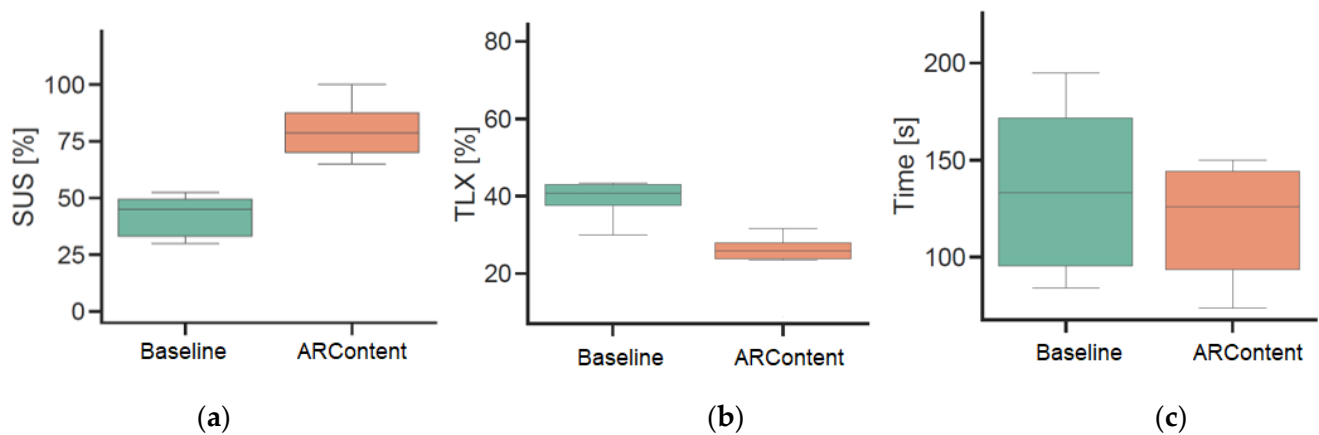 SUS [%]
100
75
50
25
0
Baseline
ARContent
(a)
TLX [%]
80
60
40
20
Baseline
ARContent
(b)
Time [s]
200
150
100
Baseline
ARContent
(c)